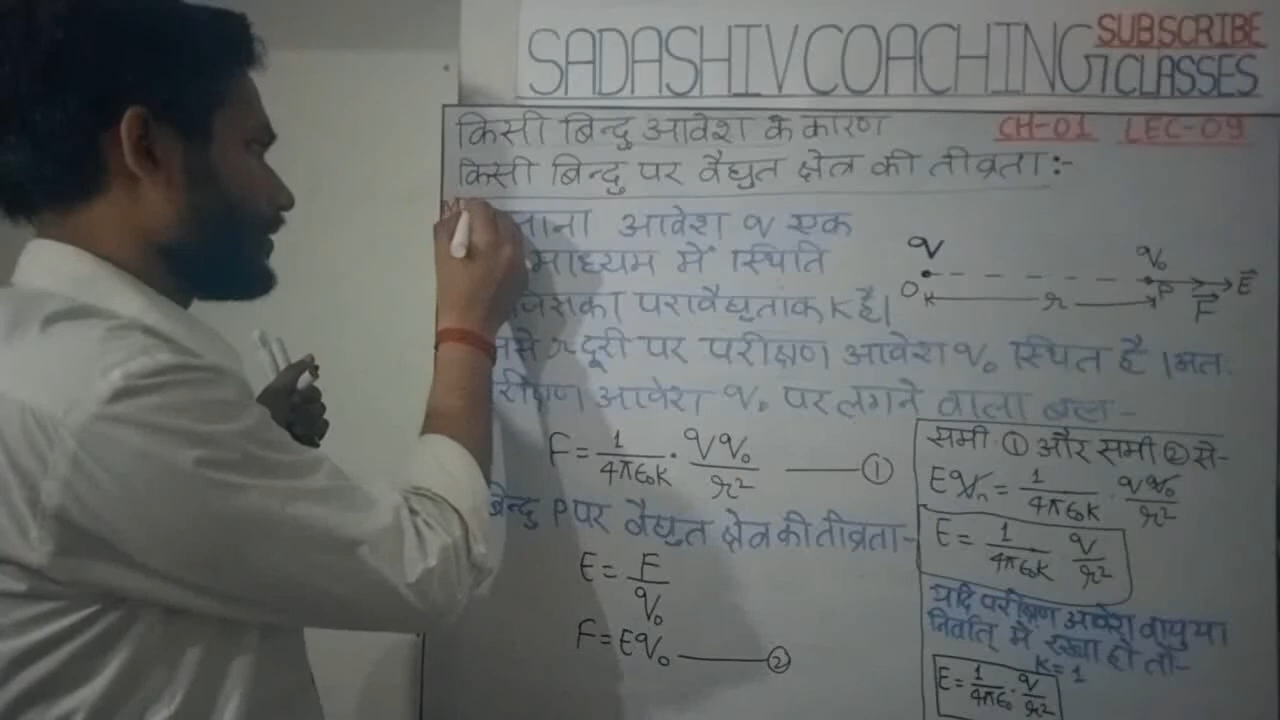 SADASHIV COACHING CLASSES
SUBSCRIBE
CH-01 LEC-09
किसी बिन्दु आवेश के कारण
किसी बिन्दु पर वैद्युत क्षेत्र की तीव्रता :-
माना आवेश q एक
माध्यम में स्थिति
जिसका परावैद्युतांक K है।
r दूरी पर परीक्षण आवेश q₀ स्थित है। अत
आवेश q₀ पर लगने वाला बल-
F = 1/4πϵ₀K · qq₀/r² —— ①
बिन्दु P पर वैद्युत क्षेत्र की तीव्रता-
E = F/q₀
F = Eq₀ —— ②
q q₀
O P E⃗
r F⃗
समी ① और समी ② से-
Eq₀ = 1/4πϵ₀K · qq₀/r²
E = 1/4πϵ₀K q/r²
यदि परीक्षण आवेश वायु या
निर्वात् में रखा हो तो-
K = 1
E = 1/4πϵ₀ · q/r²